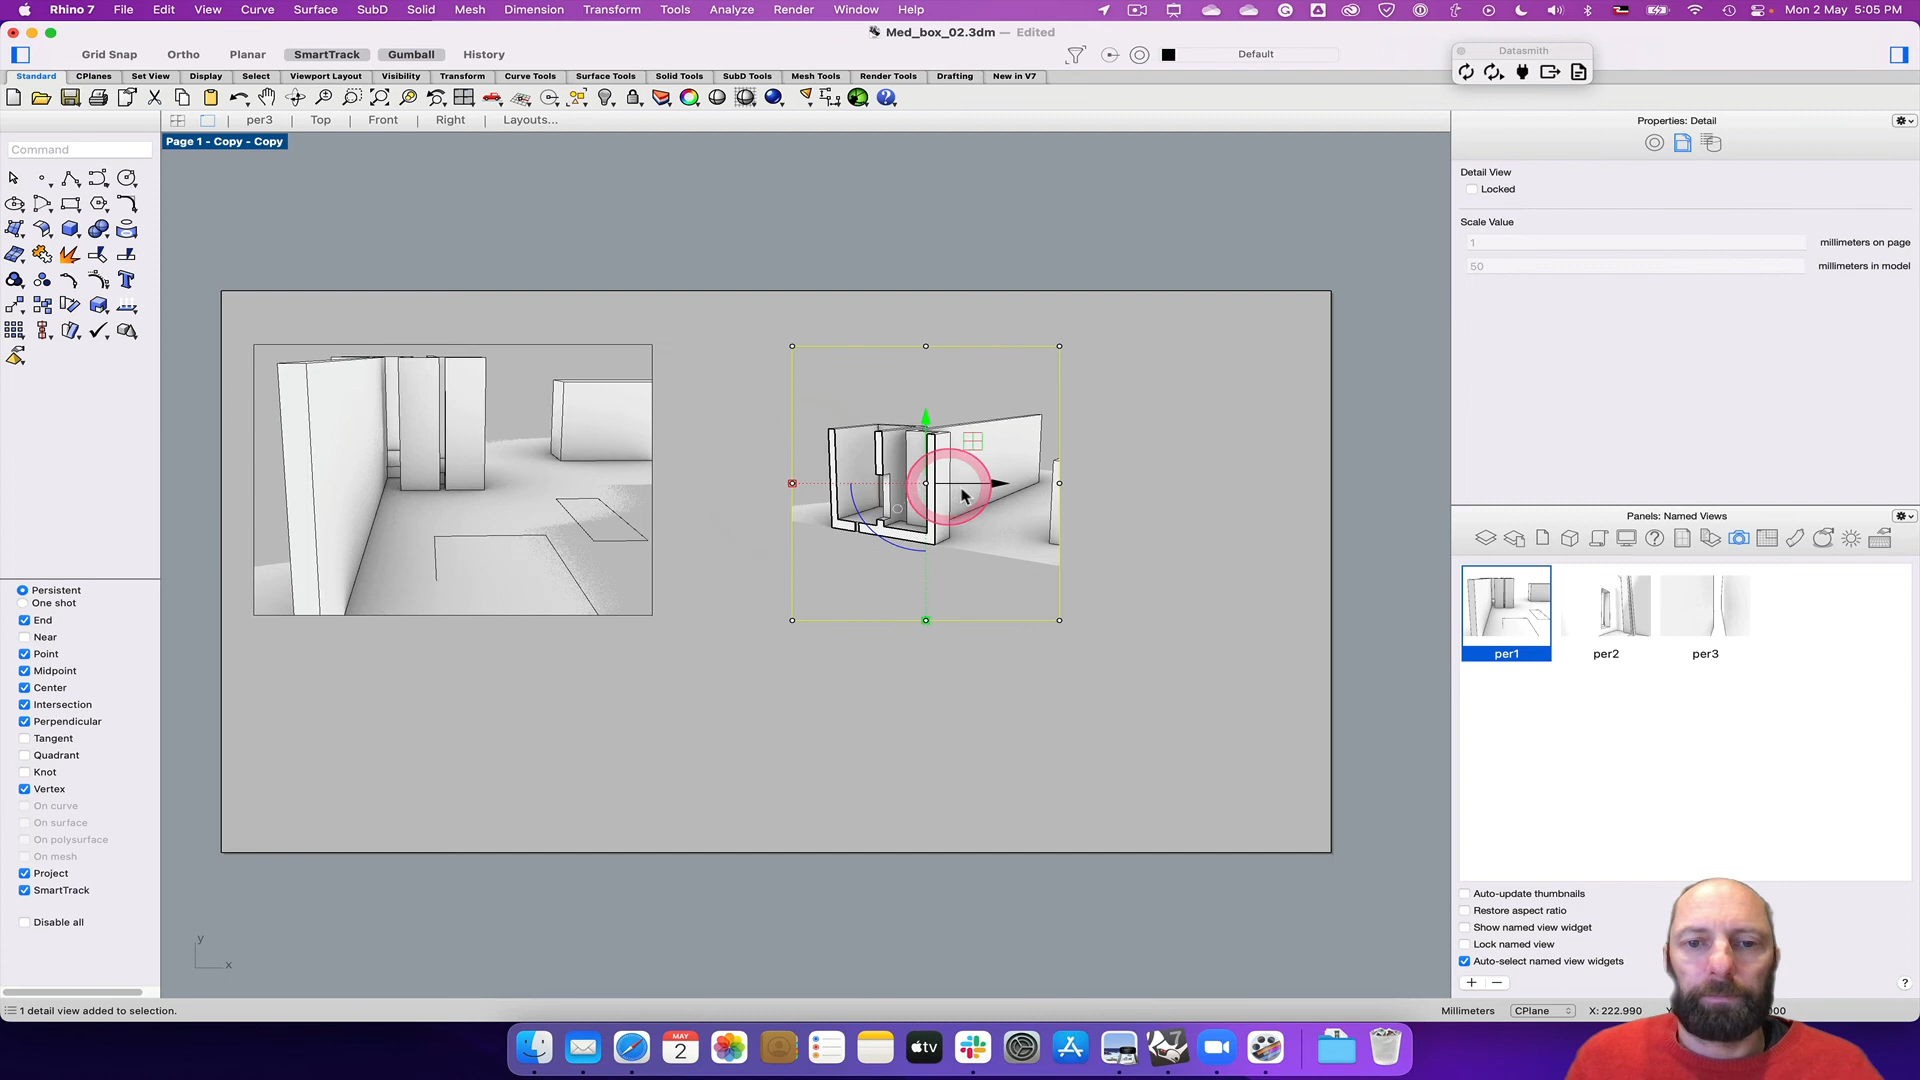 Rhino 7 File Edit View Curve Surface SubD Solid Mesh Dimension Transform Tools Analyze Render Window Help
Mon 2 May 5:05 PM
Med_box_02.3dm — Edited
Grid Snap Ortho Planar SmartTrack Gumball History
Default
Datasmith
Standard CPlanes Set View Display Select Viewport Layout Visibility Transform Curve Tools Surface Tools Solid Tools SubD Tools Mesh Tools Render Tools Drafting New in V7
per3 Top Front Right Layouts...
Page 1 - Copy - Copy
Command
Persistent
One shot
End
Near
Point
Midpoint
Center
Intersection
Perpendicular
Tangent
Quadrant
Knot
Vertex
On curve
On surface
On polysurface
On mesh
Project
SmartTrack
Disable all
y
x
Properties: Detail
Detail View
Locked
Scale Value
1 millimeters on page
50 millimeters in model
Panels: Named Views
per1 per2 per3
Auto-update thumbnails
Restore aspect ratio
Show named view widget
Lock named view
Auto-select named view widgets
1 detail view added to selection.
Millimeters CPlane X: 222.990
MAY
2
tv